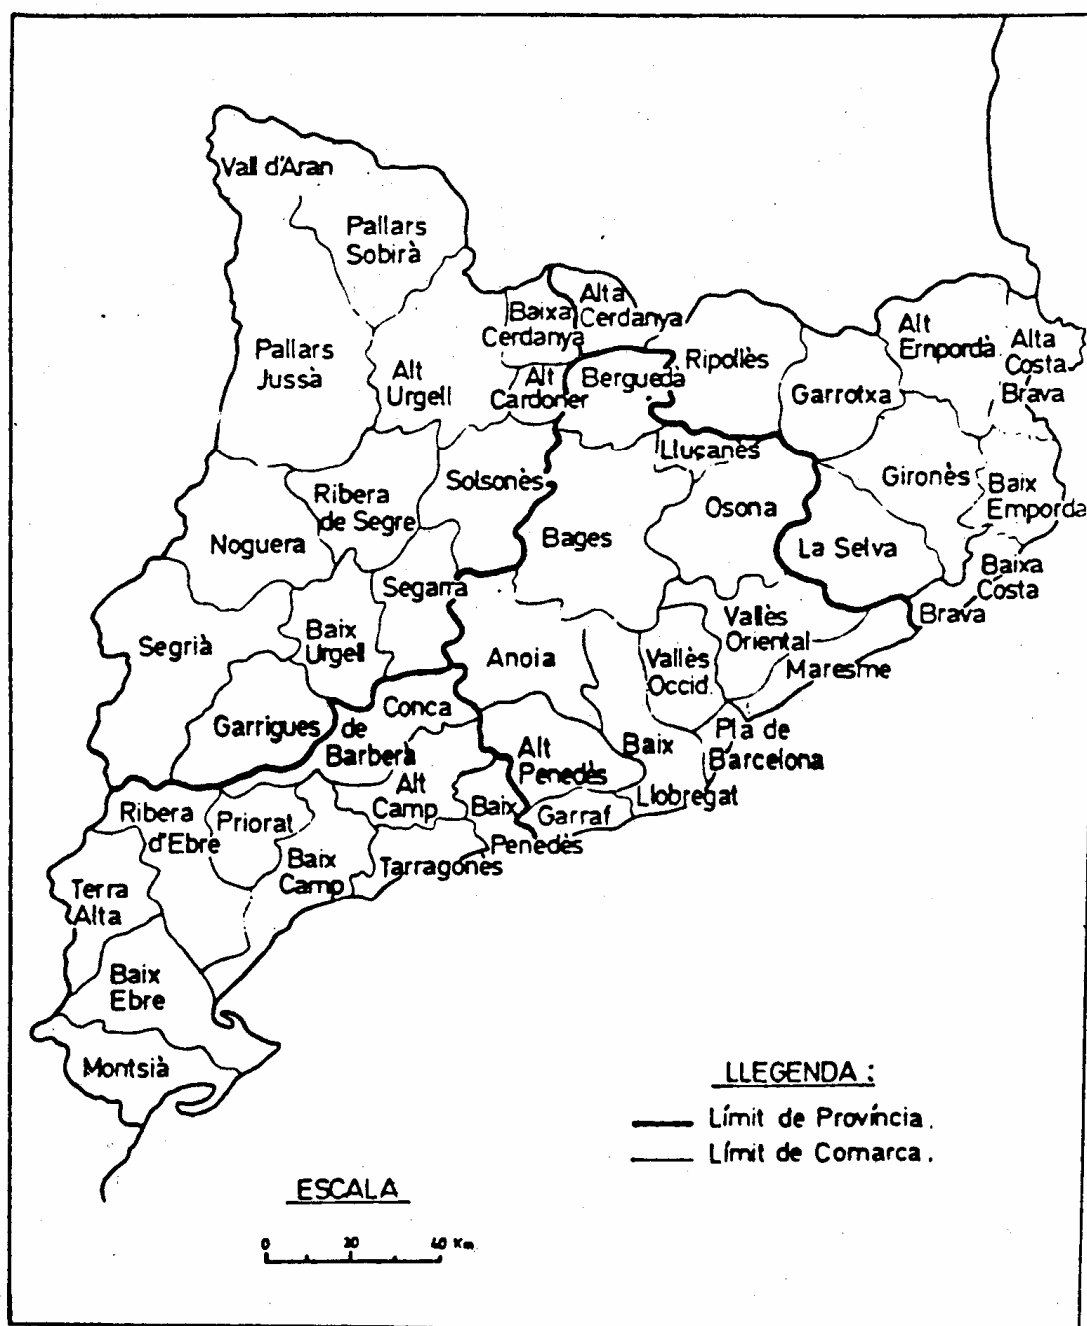 Vall d'Aran
Pallars
Sobirà
Pallars
Jussà
Alt
Urgell
Baixa
Cerdanya
Alta
Cerdanya
Alt
Cardoner
Berguedà
Ripollès
Garrotxa
Alt
Empordà
Alta
Costa
Brava
Lluçanès
Solsonès
Ribera
de Segre
Noguera
Bages
Osona
Gironès
Baix
Emporda
La Selva
Baixa
Costa
Brava
Segarra
Segrià
Baix
Urgell
Anoia
Vallès
Oriental
Vallès
Occid.
Maresme
Garrigues
Conca
de
Barberà
Alt
Penedès
Baix
Llobregat
Plà de
Barcelona
Alt
Camp
Baix
Penedès
Garraf
Ribera
d'Ebre
Priorat
Baix
Camp
Tarragonès
Terra
Alta
Baix
Ebre
Montsià
LLEGENDA :
Límit de Província.
Límit de Comarca.
ESCALA
0 20 40 Km